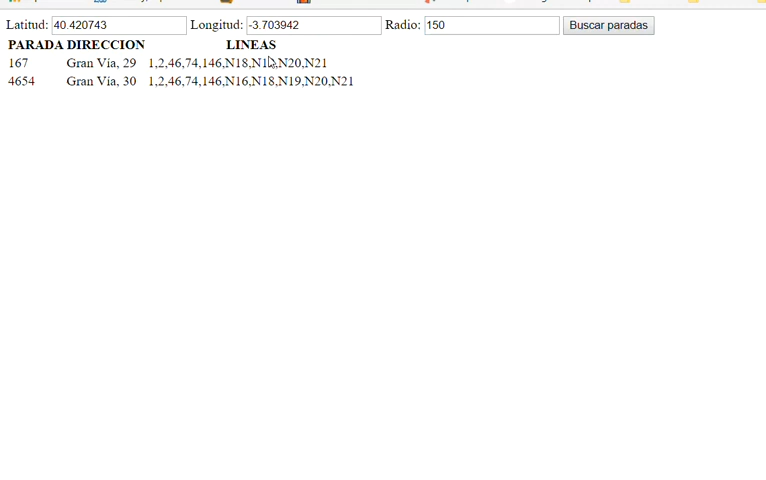 Latitud: 40.420743 Longitud: -3.703942 Radio: 150 Buscar paradas
PARADA DIRECCION LINEAS
167 Gran Vía, 29 1,2,46,74,146,N18,N19,N20,N21
4654 Gran Vía, 30 1,2,46,74,146,N16,N18,N19,N20,N21